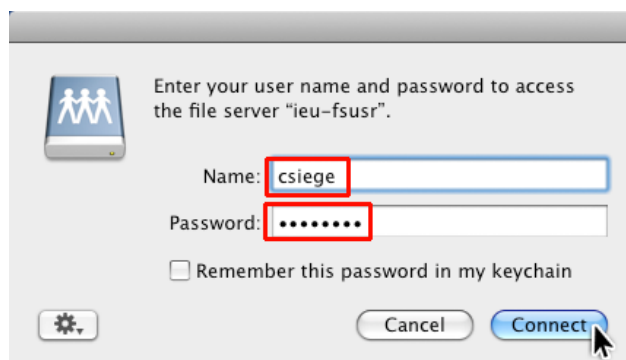 Enter your user name and password to access
the file server “ieu-fsusr”.
Name: csiege
Password: ••••••••
Remember this password in my keychain
Cancel Connect